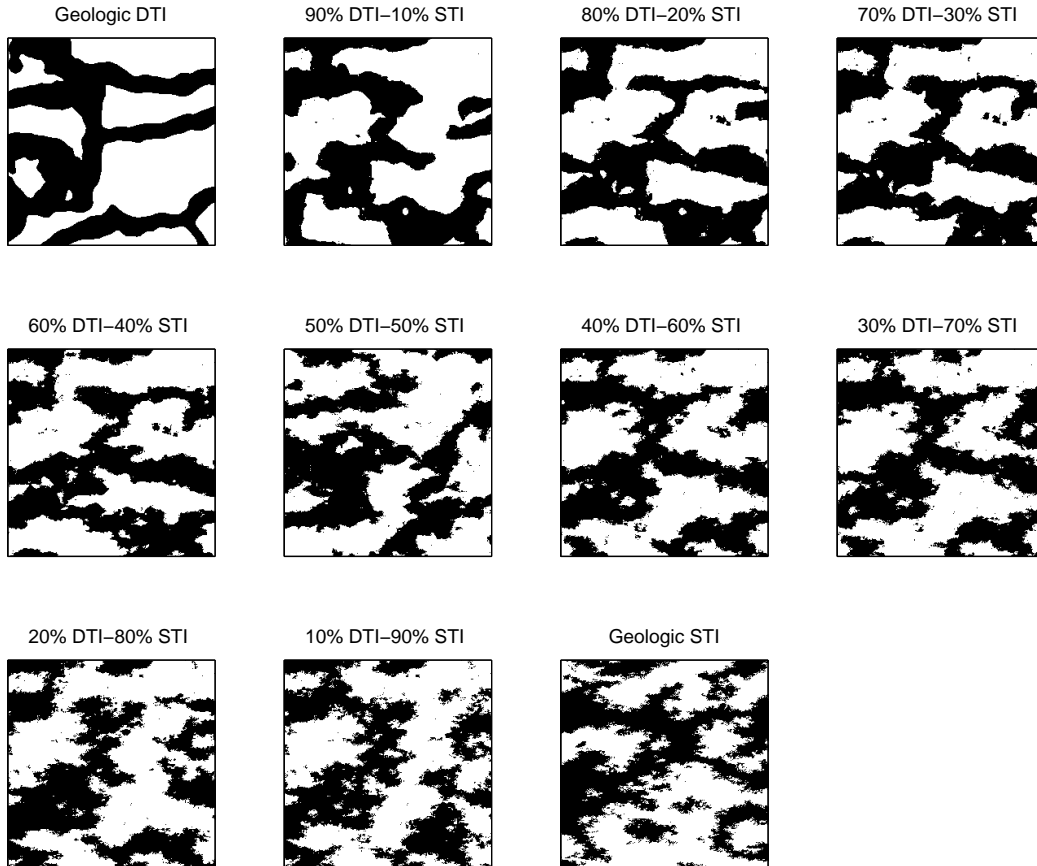 Geologic DTI
90% DTI−10% STI
80% DTI−20% STI
70% DTI−30% STI
60% DTI−40% STI
50% DTI−50% STI
40% DTI−60% STI
30% DTI−70% STI
20% DTI−80% STI
10% DTI−90% STI
Geologic STI